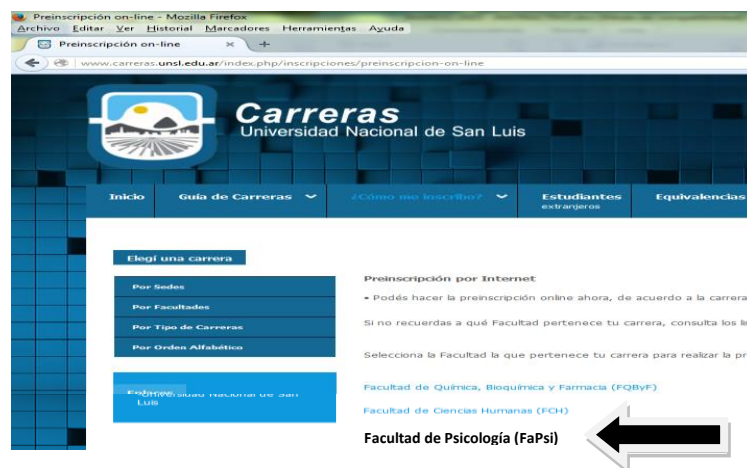 Preinscripción on-line - Mozilla Firefox
Archivo Editar Ver Historial Marcadores Herramientas Ayuda
Preinscripción on-line × +
www.carreras.unsl.edu.ar/index.php/inscripciones/preinscripcion-on-line
Carreras
Universidad Nacional de San Luis
Inicio Guía de Carreras ¿Cómo me inscribo? Estudiantes Equivalencias
extranjeros
Elegí una carrera
Por Sedes
Por Facultades
Por Tipo de Carreras
Por Orden Alfabético
Enlaces
Universidad Nacional de San
Luis
Preinscripción por Internet
• Podés hacer la preinscripción online ahora, de acuerdo a la carrera
Si no recuerdas a qué Facultad pertenece tu carrera, consulta los
Selecciona la Facultad la que pertenece tu carrera para realizar la
Facultad de Química, Bioquímica y Farmacia (FQByF)
Facultad de Ciencias Humanas (FCH)
Facultad de Psicología (FaPsi)